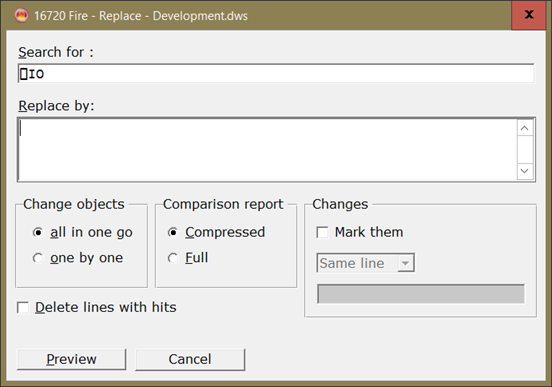 16720 Fire - Replace - Development.dws
x
Search for :
⎕IO
Replace by:
Change objects
all in one go
one by one
Comparison report
Compressed
Full
Changes
Mark them
Same line
Delete lines with hits
Preview
Cancel